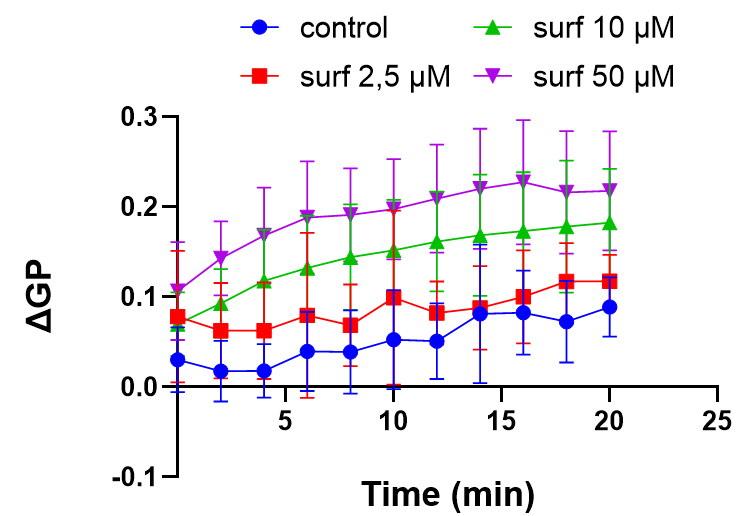 control
surf 10 µM
surf 2,5 µM
surf 50 µM
0.3
0.2
0.1
0.0
-0.1
ΔGP
5
10
15
20
25
Time (min)